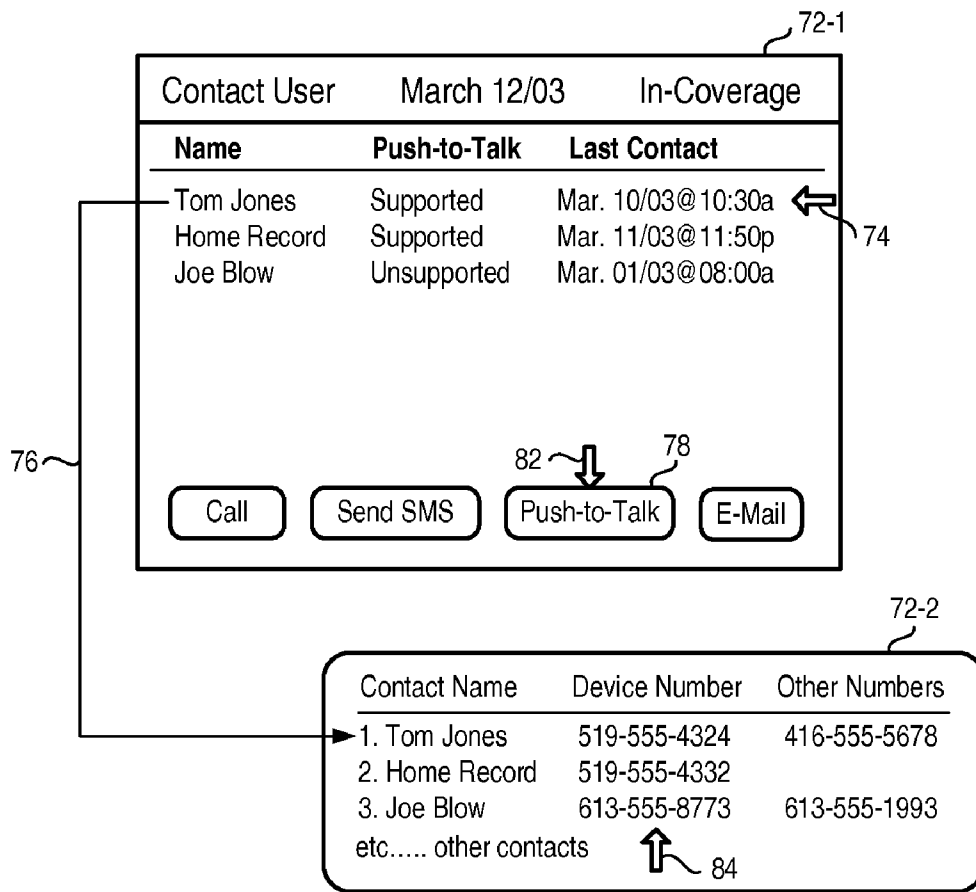 72-1
Contact User March 12/03 In-Coverage
Name Push-to-Talk Last Contact
Tom Jones Supported Mar. 10/03@10:30a
74
Home Record Supported Mar. 11/03@11:50p
Joe Blow Unsupported Mar. 01/03@08:00a
76
82
78
Call Send SMS Push-to-Talk E-Mail
72-2
Contact Name Device Number Other Numbers
1. Tom Jones 519-555-4324 416-555-5678
2. Home Record 519-555-4332
3. Joe Blow 613-555-8773 613-555-1993
etc..... other contacts
84